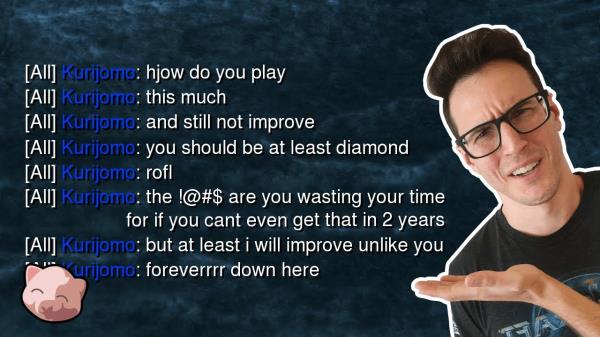 [All] Kurijomo: hjow do you play
[All] Kurijomo: this much
[All] Kurijomo: and still not improve
[All] Kurijomo: you should be at least diamond
[All] Kurijomo: rofl
[All] Kurijomo: the !@#$ are you wasting your time
for if you cant even get that in 2 years
[All] Kurijomo: but at least i will improve unlike you
[All] Kurijomo: foreverrrr down here